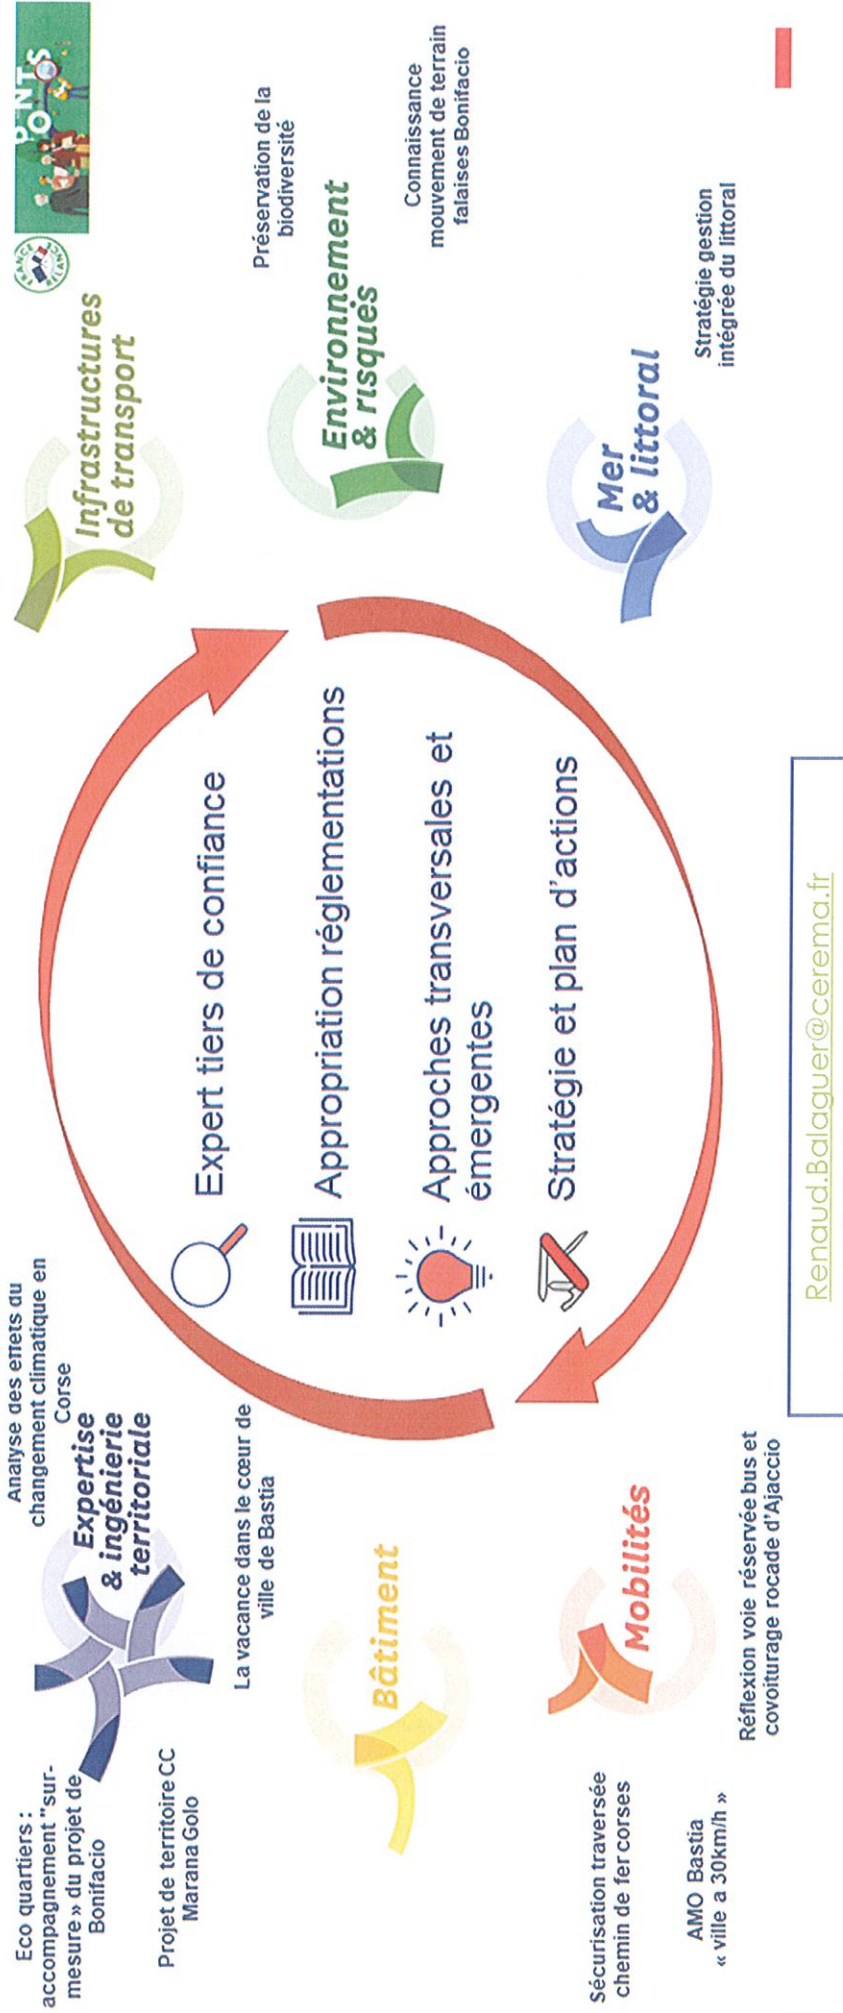 Eco quartiers :
accompagnement "sur-
mesure » du projet de
Bonifacio
Projet de territoire CC
Marana Golo
Analyse des effets du
changement climatique en
Corse
Expertise
& ingénierie
territoriale
La vacance dans le cœur de
ville de Bastia
Bâtiment
Mobilités
Sécurisation traversée
chemin de fer corses
AMO Bastia
« ville a 30km/h »
Réflexion voie réservée bus et
covoiturage rocade d'Ajaccio
Expert tiers de confiance
Appropriation réglementations
Approches transversales et
émergentes
Stratégie et plan d'actions
Infrastructures
de transport
FRANCE
RELANCE
PONTS
Environnement
& risques
Préservation de la
biodiversité
Connaissance
mouvement de terrain
falaises Bonifacio
Mer
& littoral
Stratégie gestion
intégrée du littoral
Renaud.Balaguer@cerema.fr